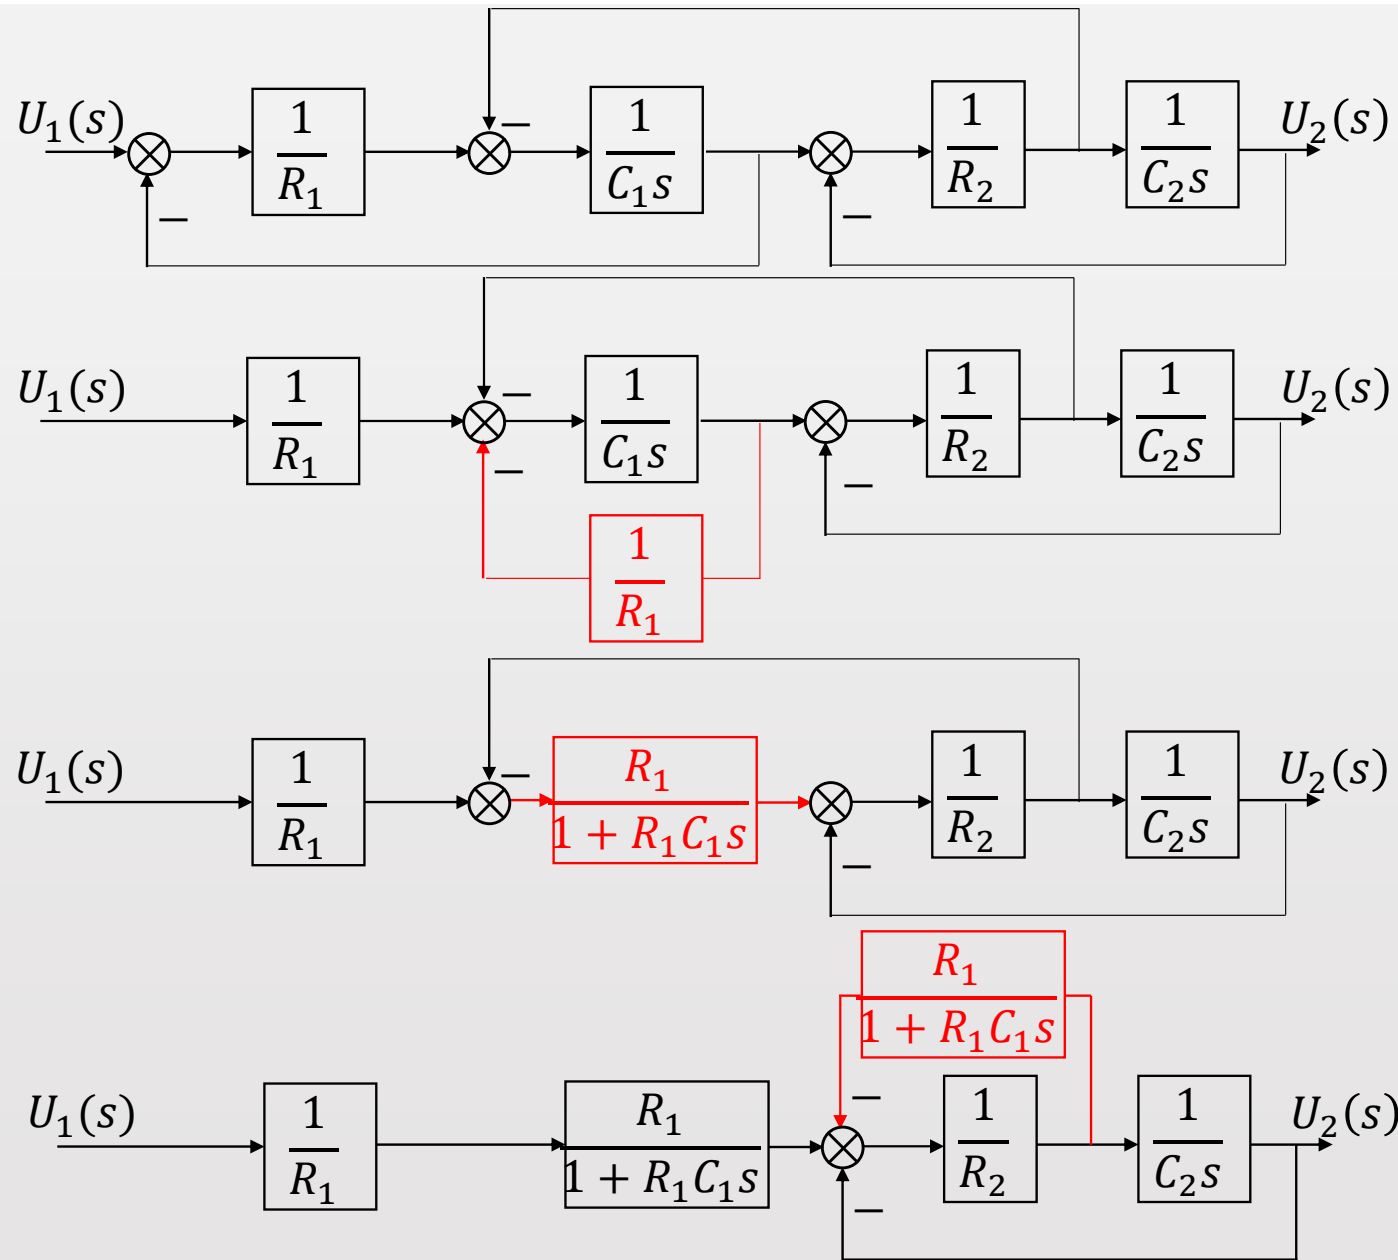 U₁(s) 1/R₁ − 1/C₁s 1/R₂ 1/C₂s U₂(s)
− −
U₁(s) 1/R₁ − 1/C₁s 1/R₂ 1/C₂s U₂(s)
− −
1/R₁
U₁(s) 1/R₁ − R₁/1 + R₁C₁s 1/R₂ 1/C₂s U₂(s)
−
R₁/1 + R₁C₁s
−
U₁(s) 1/R₁ R₁/1 + R₁C₁s 1/R₂ 1/C₂s U₂(s)
−